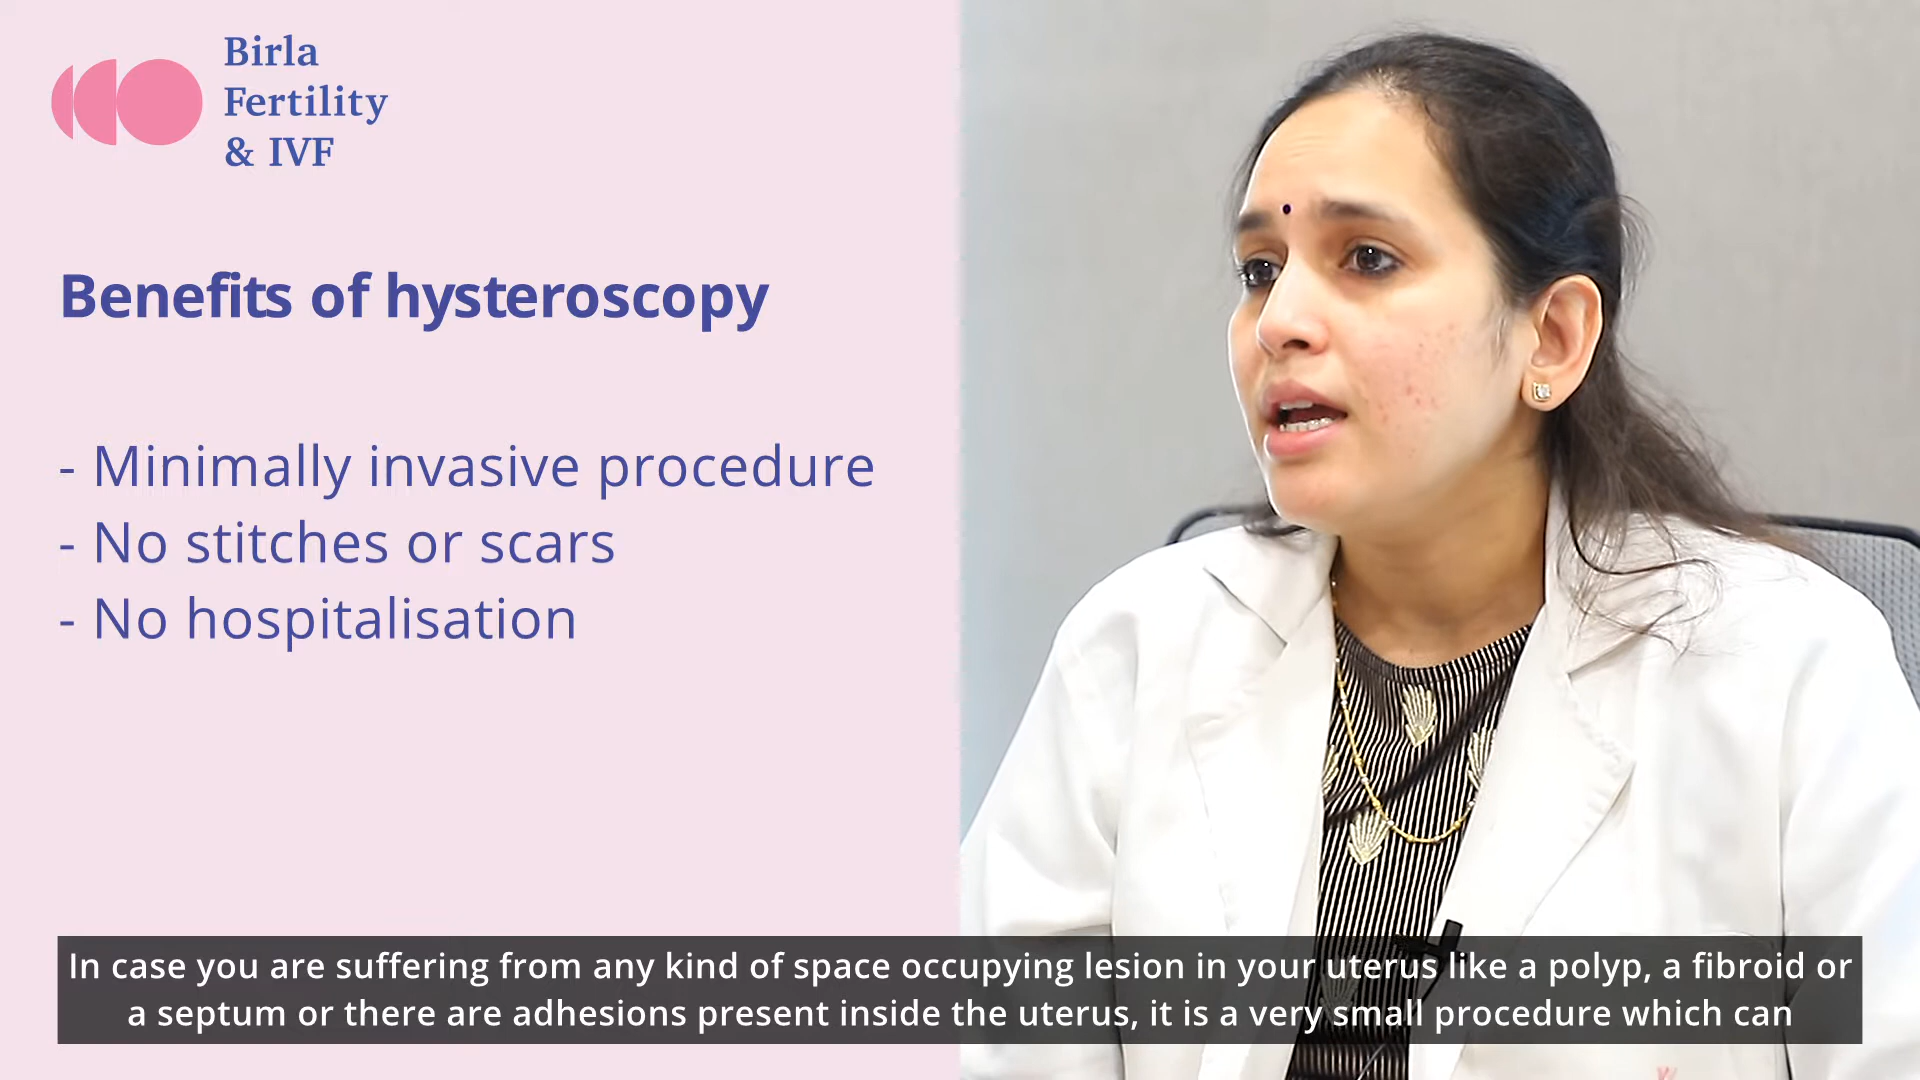 Birla
Fertility
& IVF
Benefits of hysteroscopy
- Minimally invasive procedure
- No stitches or scars
- No hospitalisation
In case you are suffering from any kind of space occupying lesion in your uterus like a polyp, a fibroid or
a septum or there are adhesions present inside the uterus, it is a very small procedure which can